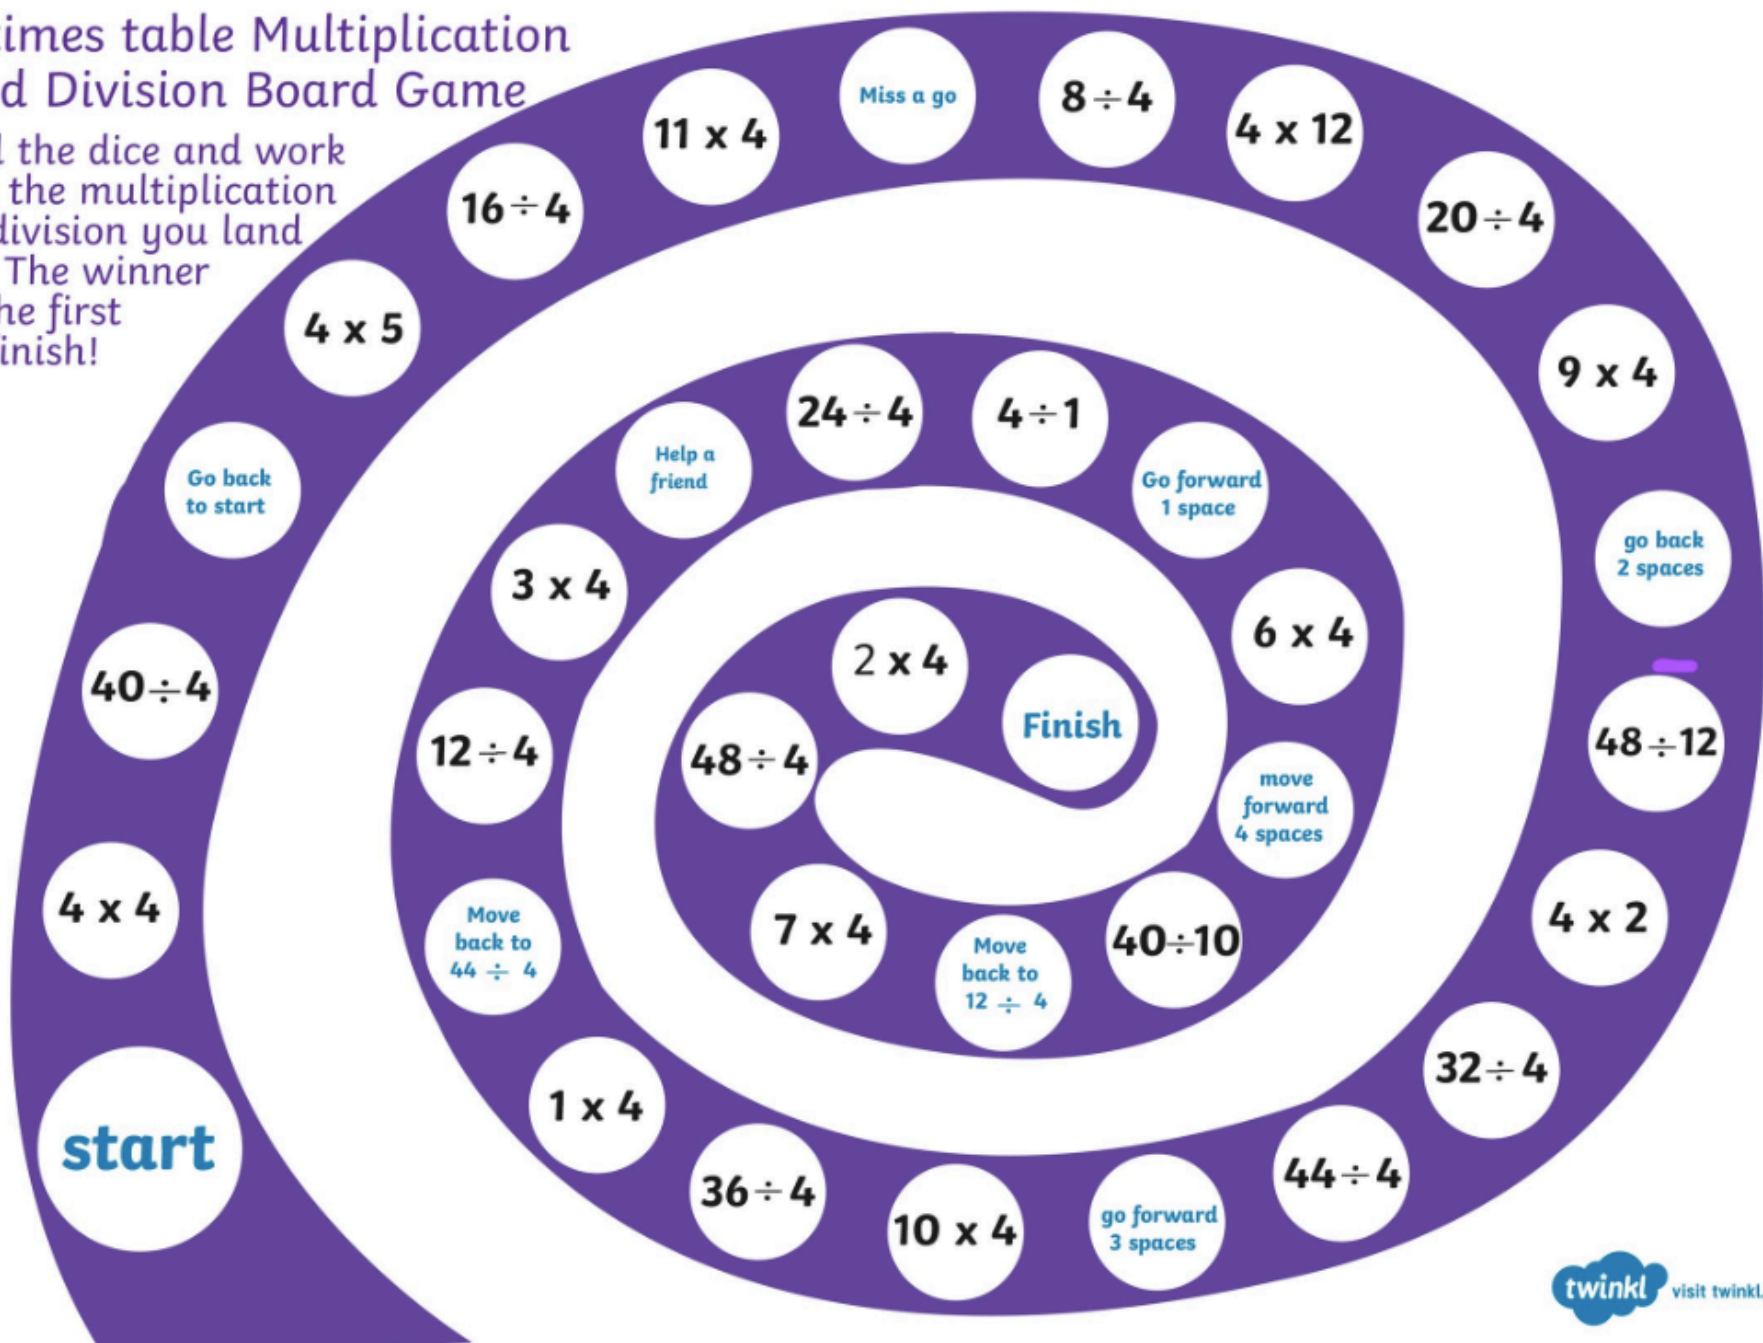 times table Multiplication
d Division Board Game
the dice and work
the multiplication
division you land
The winner
the first
finish!
start
4 x 4
40÷4
Go back
to start
4 x 5
16÷4
11 x 4
Miss a go
8÷4
4 x 12
20÷4
9 x 4
go back
2 spaces
48÷12
4 x 2
32÷4
44÷4
go forward
3 spaces
10 x 4
36÷4
1 x 4
Move
back to
44 ÷ 4
12÷4
3 x 4
Help a
friend
24÷4
4÷1
Go forward
1 space
6 x 4
move
forward
4 spaces
40÷10
Move
back to
12 ÷ 4
7 x 4
48÷4
2 x 4
Finish
twinkl visit twinkl.